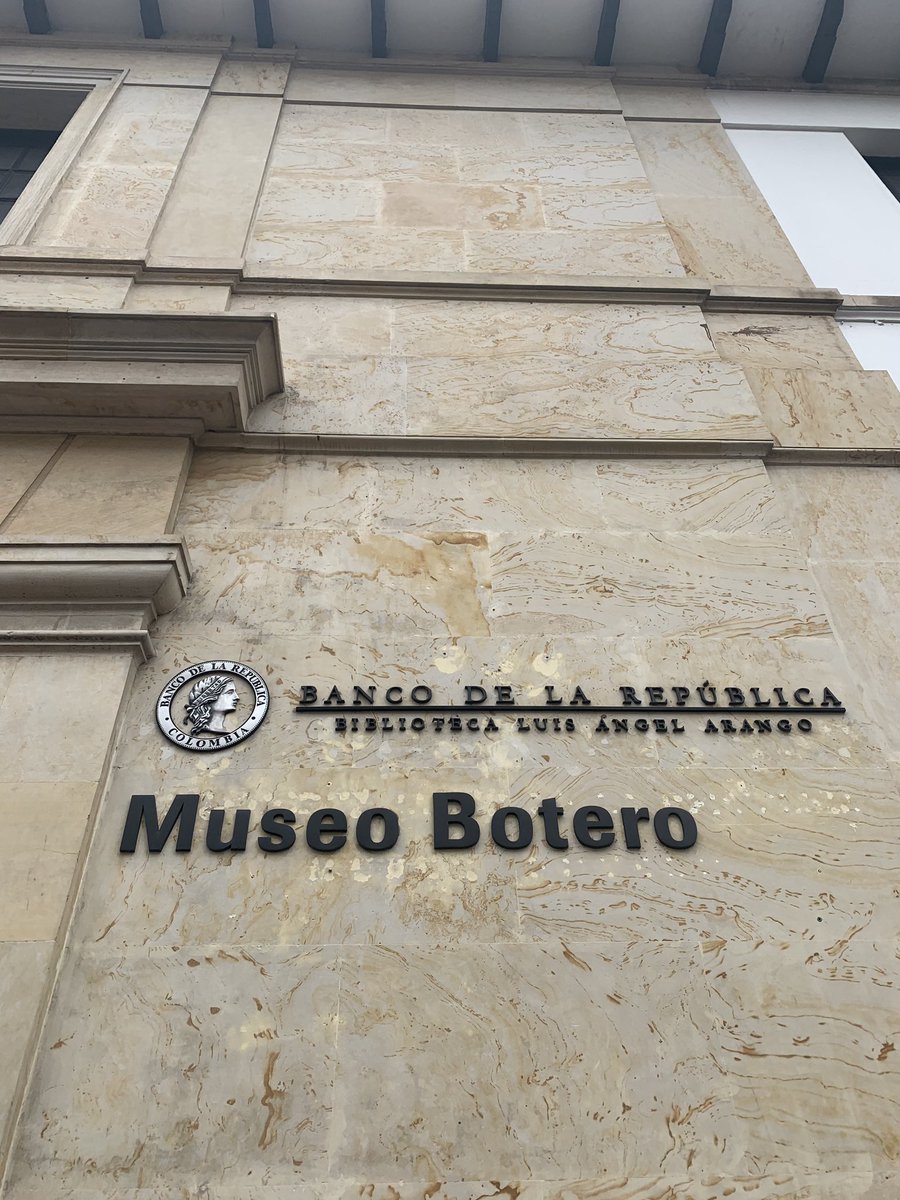 BANCO DE LA REPÚBLICA
COLOMBIA
BANCO DE LA REPÚBLICA
BIBLIOTECA LUIS ÁNGEL ARANGO
Museo Botero